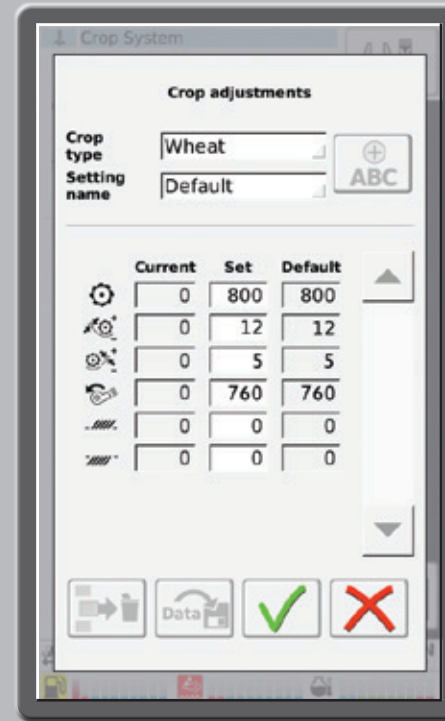 Crop System
Crop adjustments
Crop type
Wheat
ABC
Setting name
Default
Current Set Default
0 800 800
0 12 12
0 5 5
0 760 760
0 0 0
0 0 0
Data